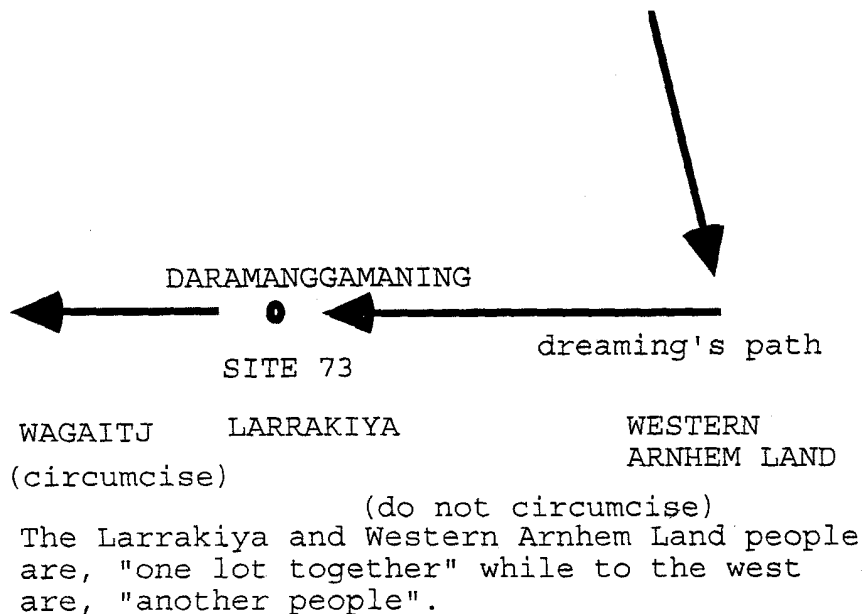 DARAMANGGAMANING
dreaming's path
SITE 73
WAGAITJ LARRAKIYA WESTERN
ARNHEM LAND
(circumcise)
(do not circumcise)
The Larrakiya and Western Arnhem Land people
are, "one lot together" while to the west
are, "another people".